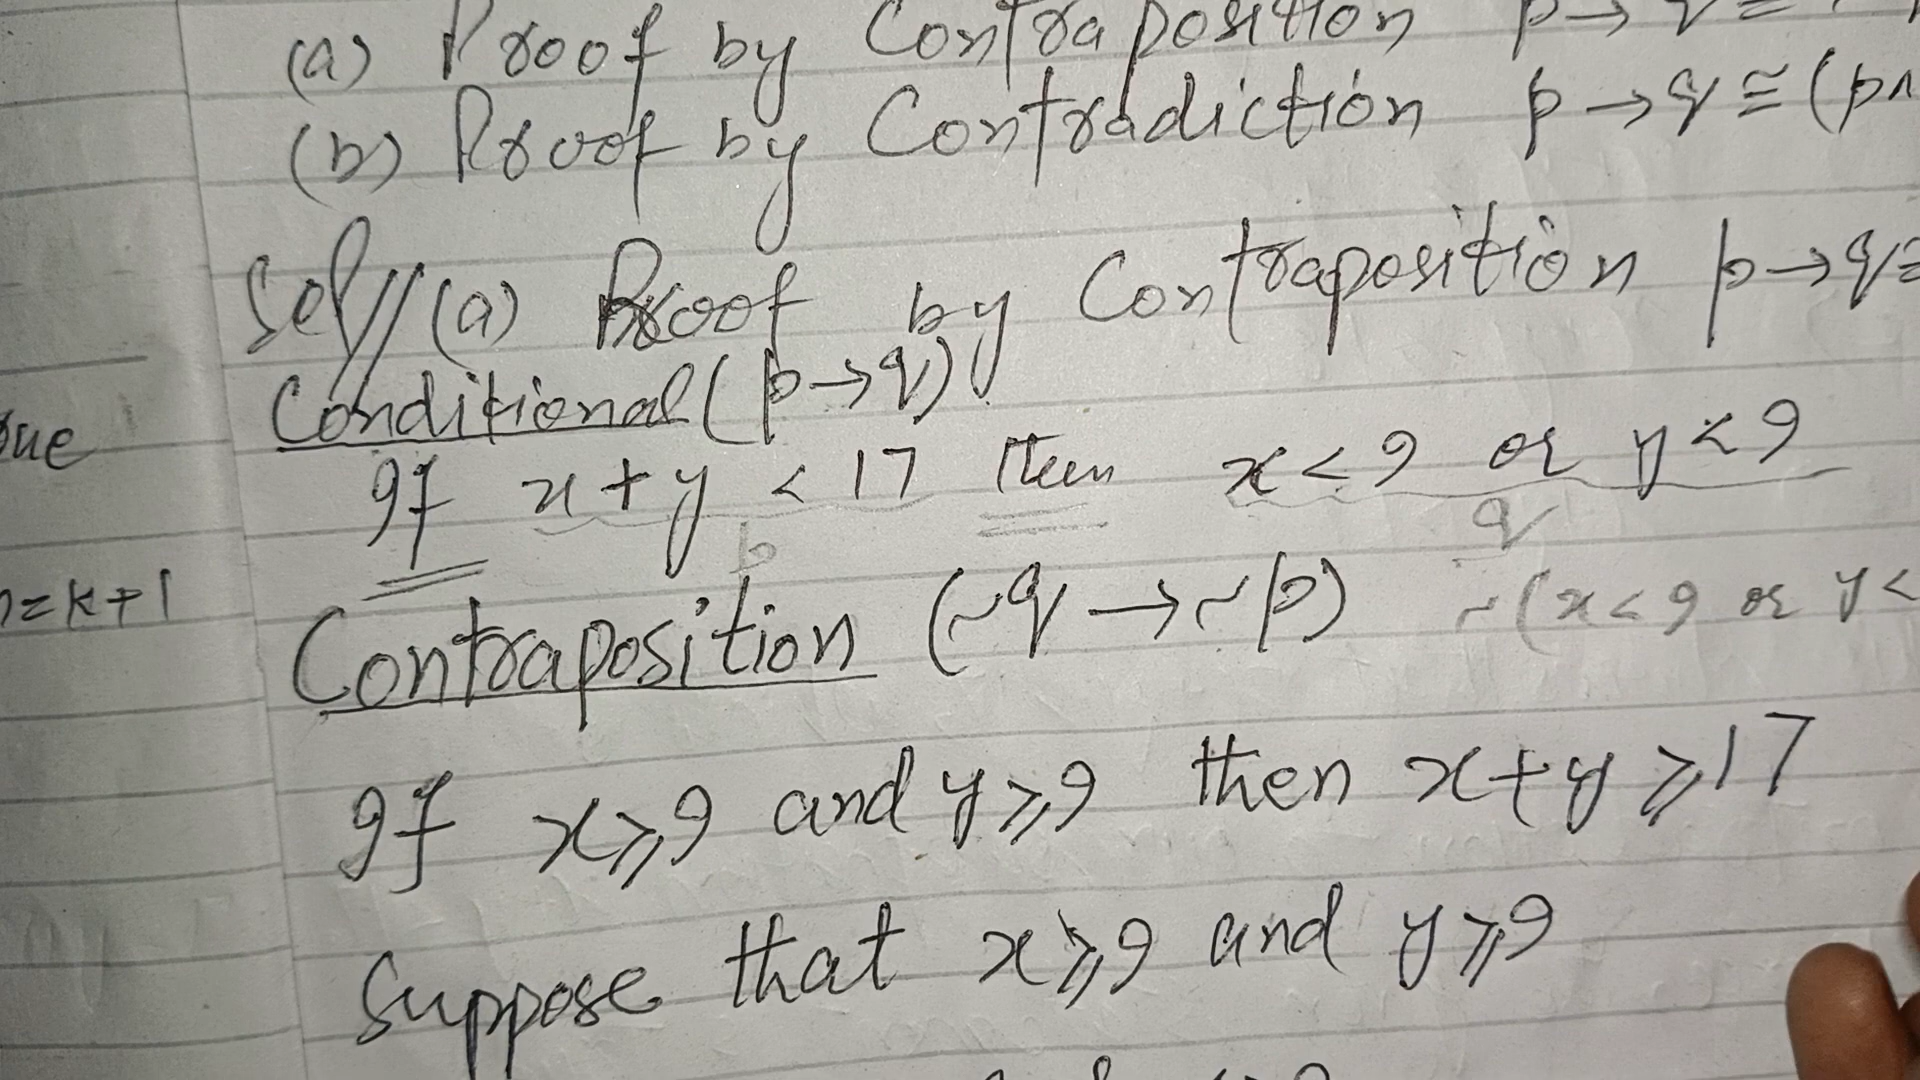 (a) Proof by Contraposition p → q ≅
(b) Proof by Contradiction p → q ≅ (p∧
Sol// (a) Proof by Contraposition p → q ≅
Conditional (p → q)
If x + y < 17 then x < 9 or y < 9
p q
Contraposition (~q → ~p) ~(x < 9 or y <
If x ⩾ 9 and y ⩾ 9 then x + y ⩾ 17
Suppose that x ⩾ 9 and y ⩾ 9
n=k+1